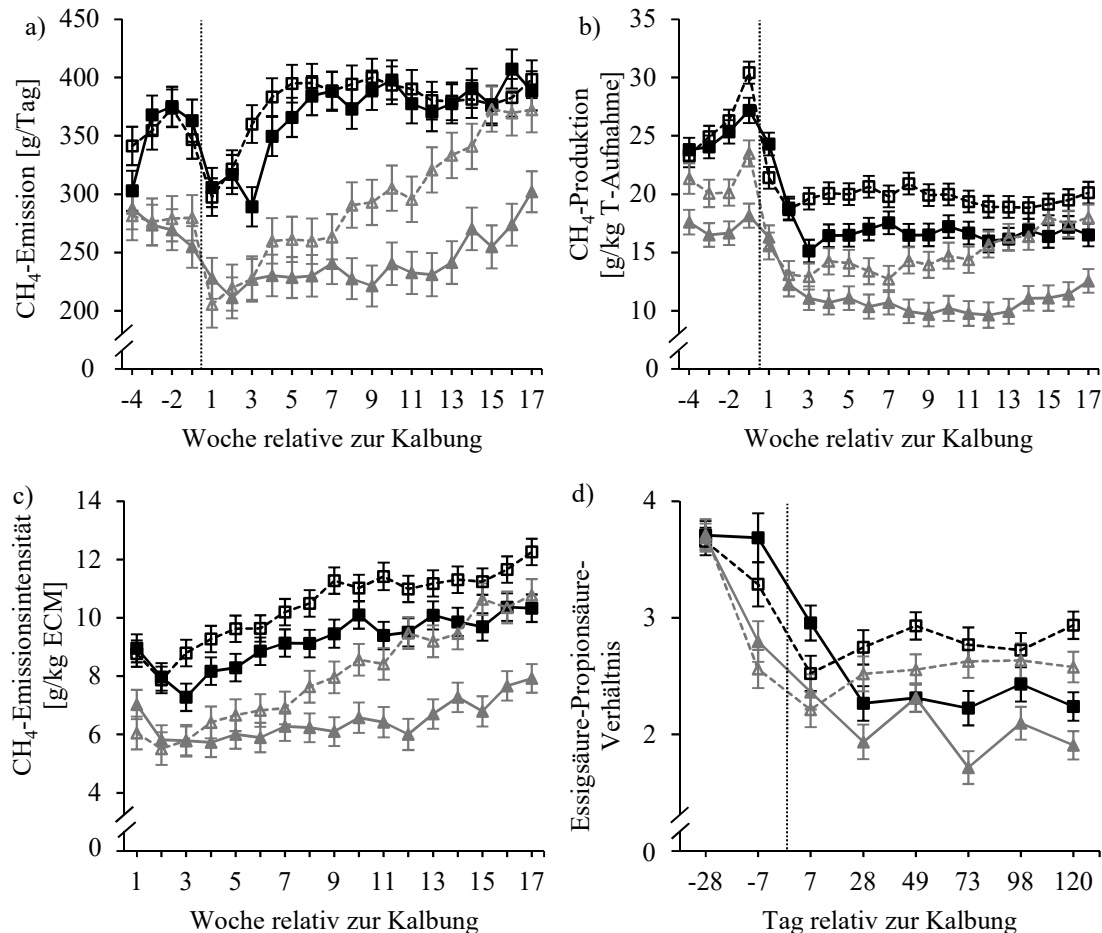 a)
CH₄-Emission [g/Tag]
450
400
350
300
250
200
0
-4 -2 1 3 5 7 9 11 13 15 17
Woche relative zur Kalbung
b)
CH₄-Produktion
[g/kg T-Aufnahme]
35
30
25
20
15
10
0
-4 -2 1 3 5 7 9 11 13 15 17
Woche relativ zur Kalbung
c)
CH₄-Emissionsintensität
[g/kg ECM]
14
12
10
8
6
4
0
1 3 5 7 9 11 13 15 17
Woche relativ zur Kalbung
d)
Essigsäure-Propionsäure-
Verhältnis
4
3
2
0
-28 -7 7 28 49 73 98 120
Tag relativ zur Kalbung